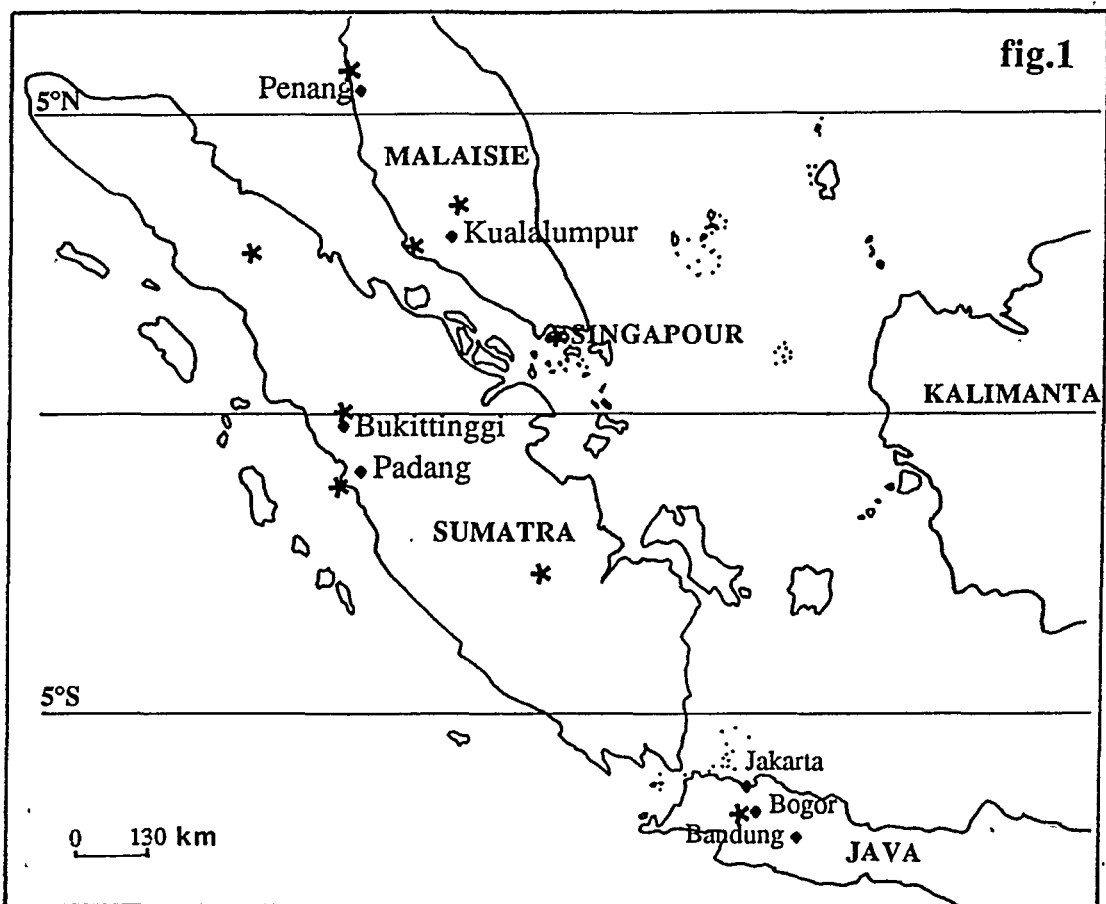 fig.1
Penang
5°N
MALAISIE
Kualalumpur
SINGAPOUR
KALIMANTA
Bukittinggi
Padang
SUMATRA
5°S
Jakarta
Bogor
Bandung
0 130 km
JAVA